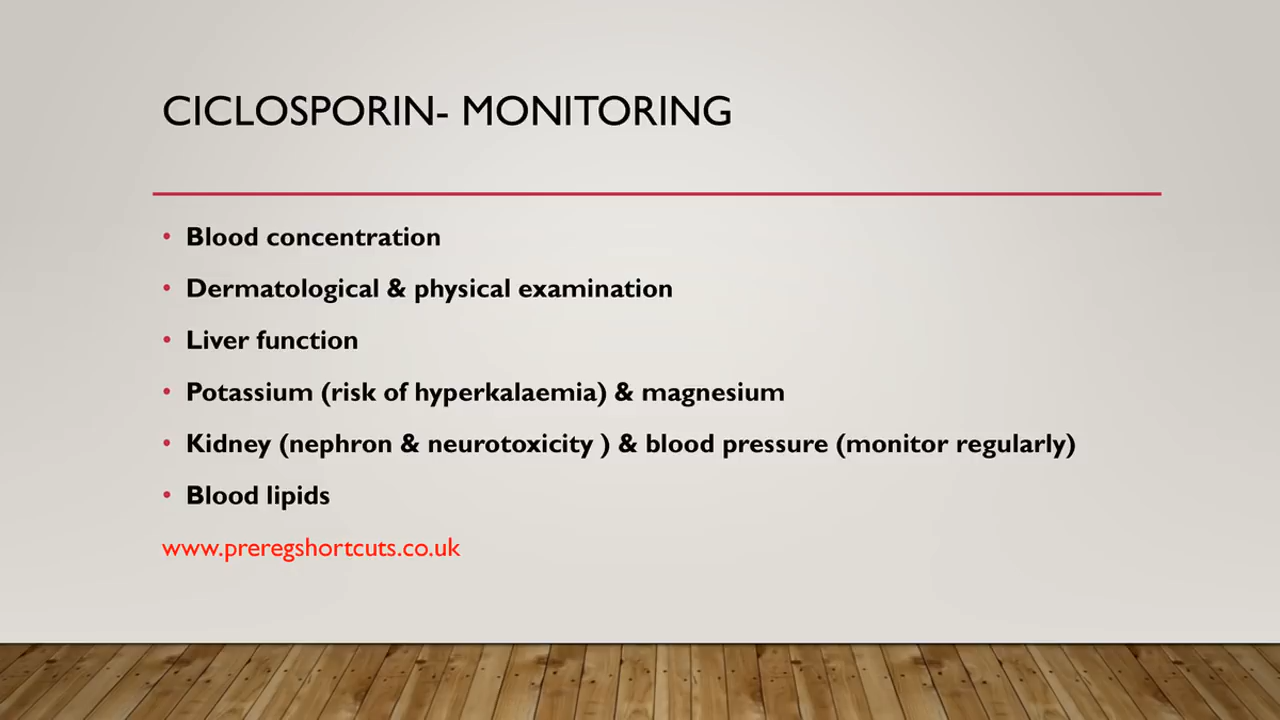 CICLOSPORIN- MONITORING
• Blood concentration
• Dermatological & physical examination
• Liver function
• Potassium (risk of hyperkalaemia) & magnesium
• Kidney (nephron & neurotoxicity ) & blood pressure (monitor regularly)
• Blood lipids
www.preregshortcuts.co.uk